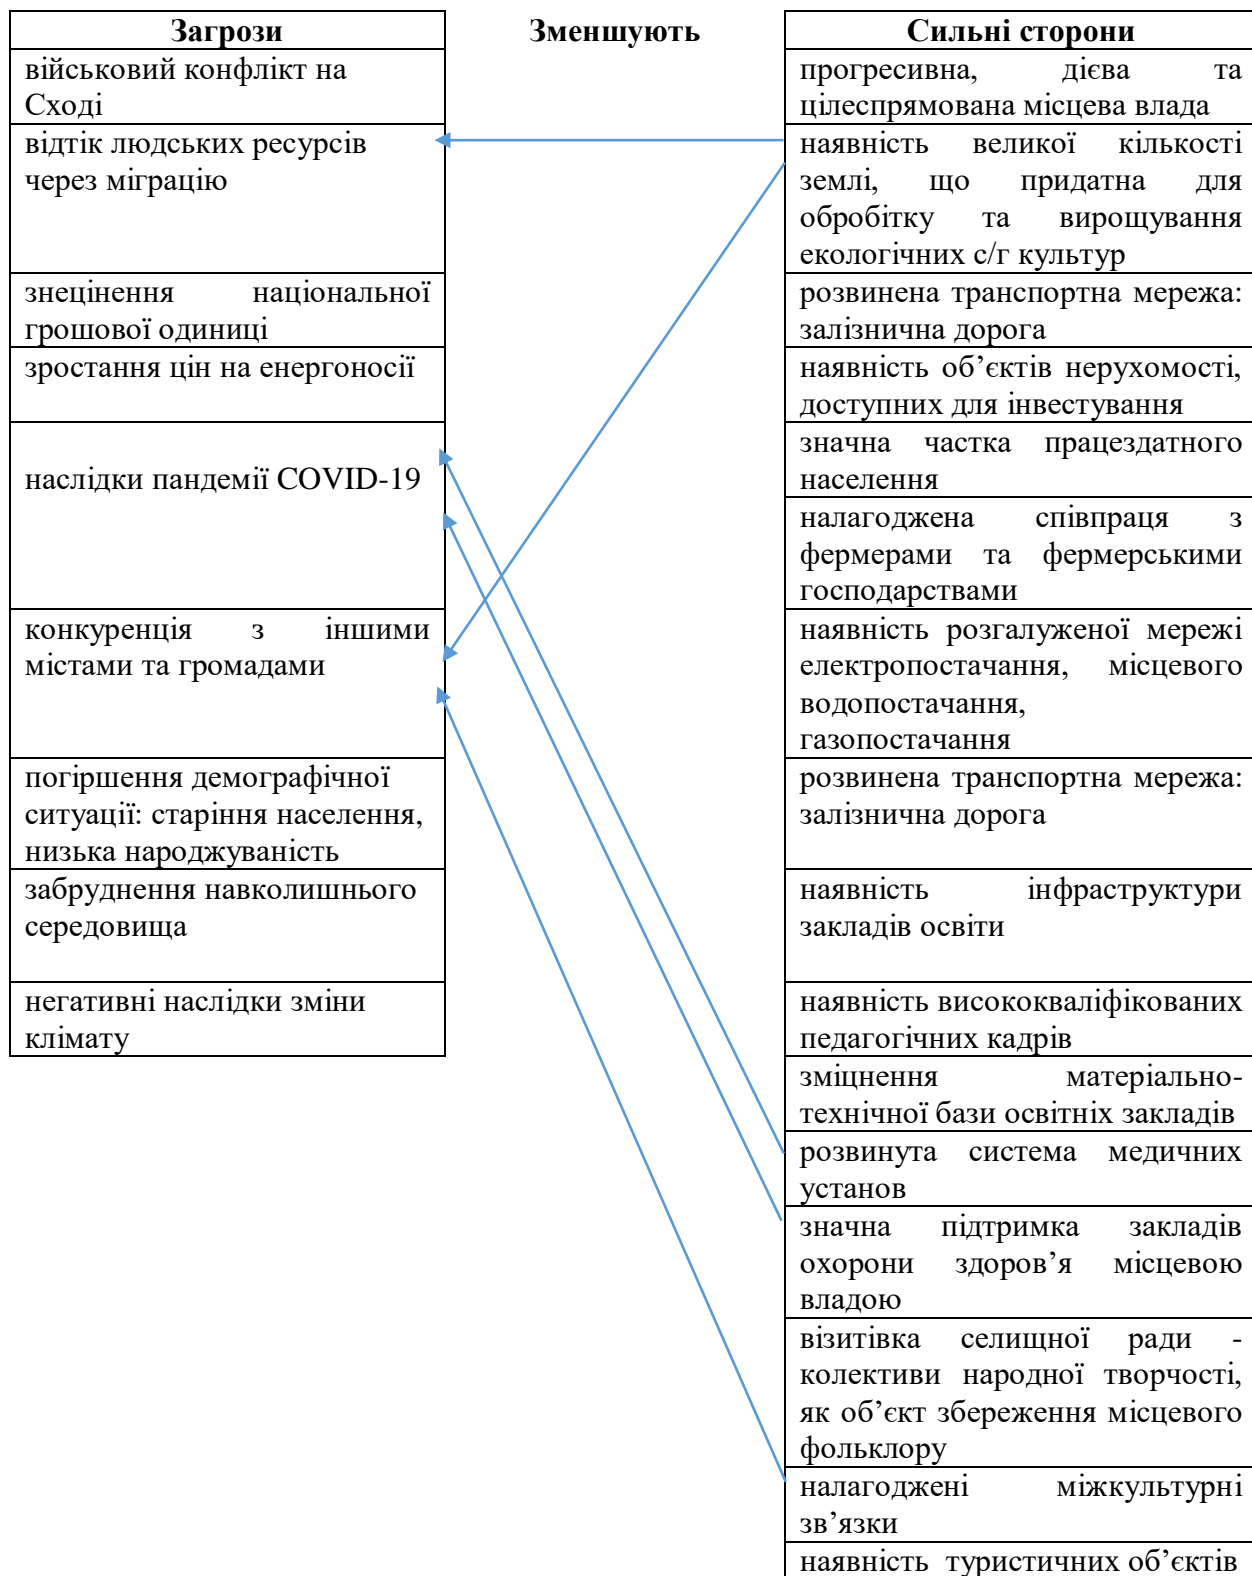 Загрози
військовий конфлікт на
Сході
відтік людських ресурсів
через міграцію
знецінення національної
грошової одиниці
зростання цін на енергоносії
наслідки пандемії COVID-19
конкуренція з іншими
містами та громадами
погіршення демографічної
ситуації: старіння населення,
низька народжуваність
забруднення навколишнього
середовища
негативні наслідки зміни
клімату
Зменшують
Сильні сторони
прогресивна, дієва та
цілеспрямована місцева влада
наявність великої кількості
землі, що придатна для
обробітку та вирощування
екологічних с/г культур
розвинена транспортна мережа:
залізнична дорога
наявність об’єктів нерухомості,
доступних для інвестування
значна частка працездатного
населення
налагоджена співпраця з
фермерами та фермерськими
господарствами
наявність розгалуженої мережі
електропостачання, місцевого
водопостачання,
газопостачання
розвинена транспортна мережа:
залізнична дорога
наявність інфраструктури
закладів освіти
наявність висококваліфікованих
педагогічних кадрів
зміцнення матеріально-
технічної бази освітніх закладів
розвинута система медичних
установ
значна підтримка закладів
охорони здоров’я місцевою
владою
візитівка селищної ради -
колективи народної творчості,
як об’єкт збереження місцевого
фольклору
налагоджені міжкультурні
зв’язки
наявність туристичних об’єктів